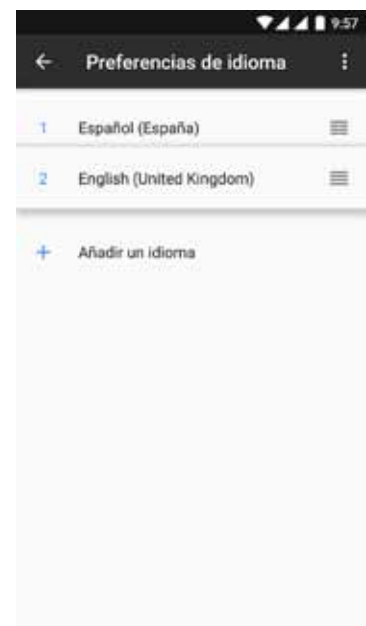 9:57
Preferencias de idioma
1 Español (España)
2 English (United Kingdom)
+ Añadir un idioma